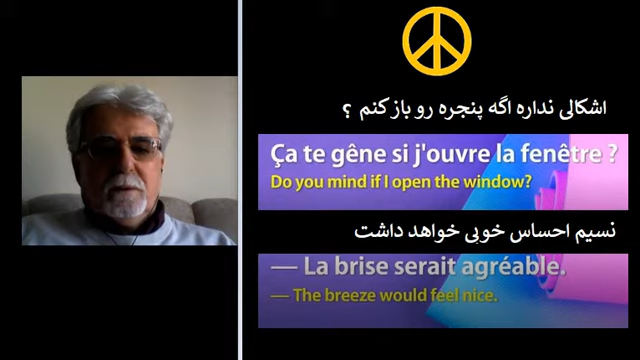 اشکالی نداره اگه پنجره رو باز کنم ؟
Ça te gêne si j'ouvre la fenêtre ?
Do you mind if I open the window?
نسیم احساس خوبی خواهد داشت
— La brise serait agréable.
— The breeze would feel nice.